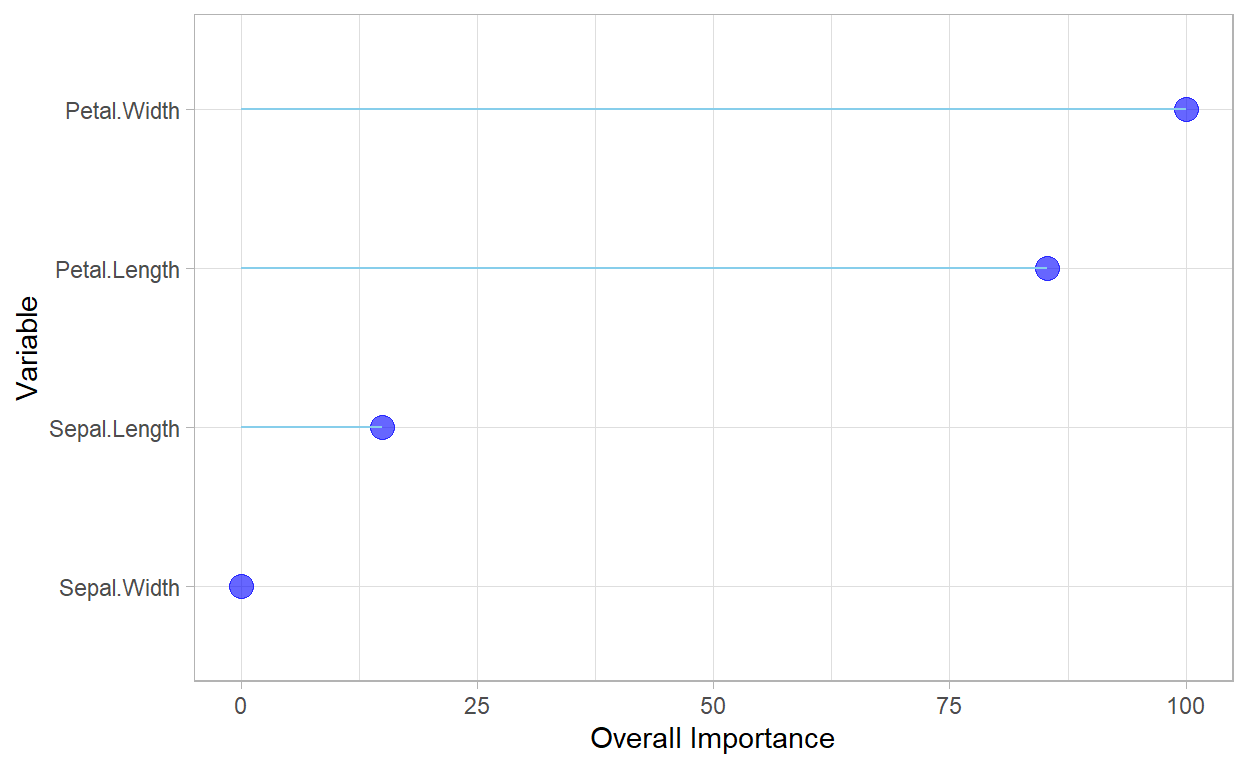 Petal.Width
Petal.Length
Sepal.Length
Sepal.Width
Variable
0 25 50 75 100
Overall Importance